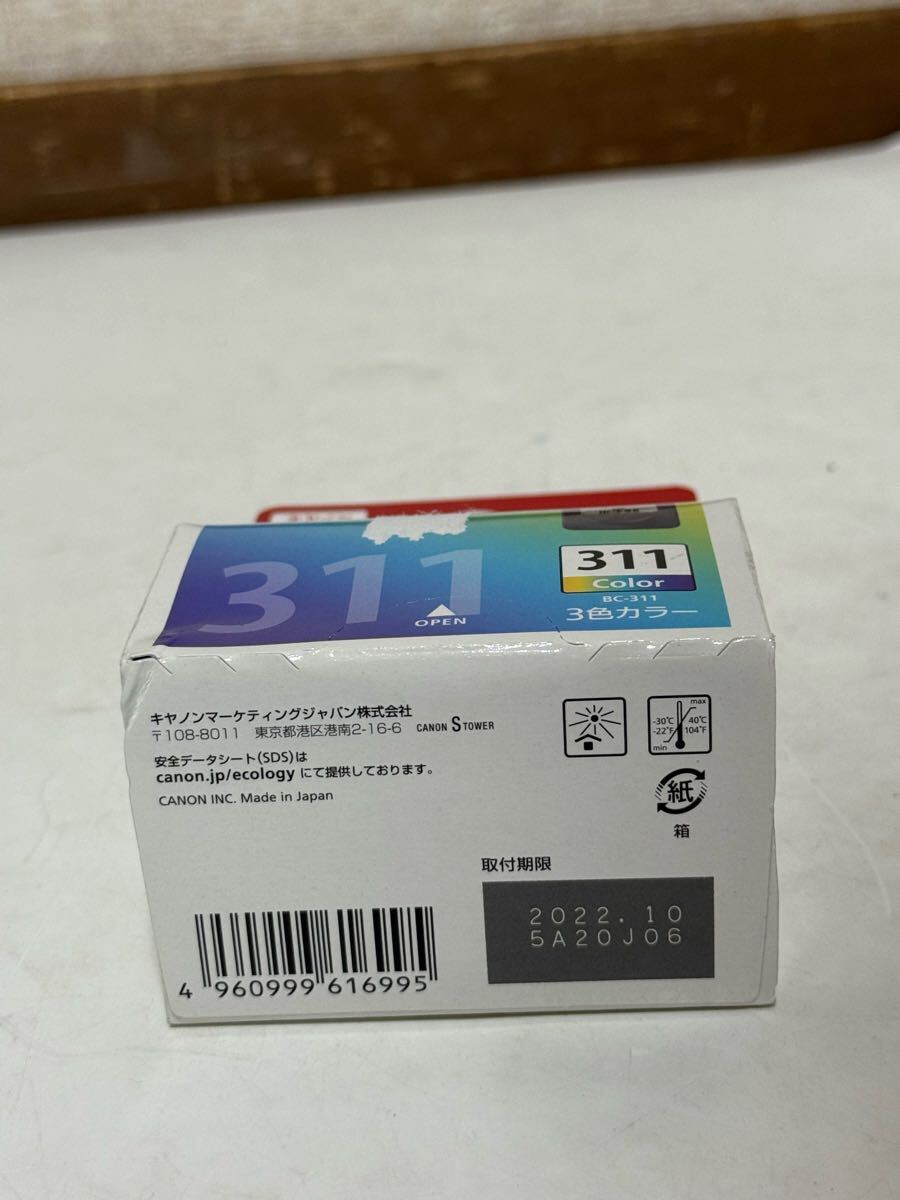 311
OPEN
311
Color
BC-311
3色カラー
キヤノンマーケティングジャパン株式会社
〒108-8011 東京都港区港南2-16-6 CANON S TOWER
安全データシート(SDS)は
canon.jp/ecology にて提供しております。
CANON INC. Made in Japan
max
-30℃ 40℃
-22°F 104°F
min
紙
箱
取付期限
2022.10
5A20J06
4 960999 616995